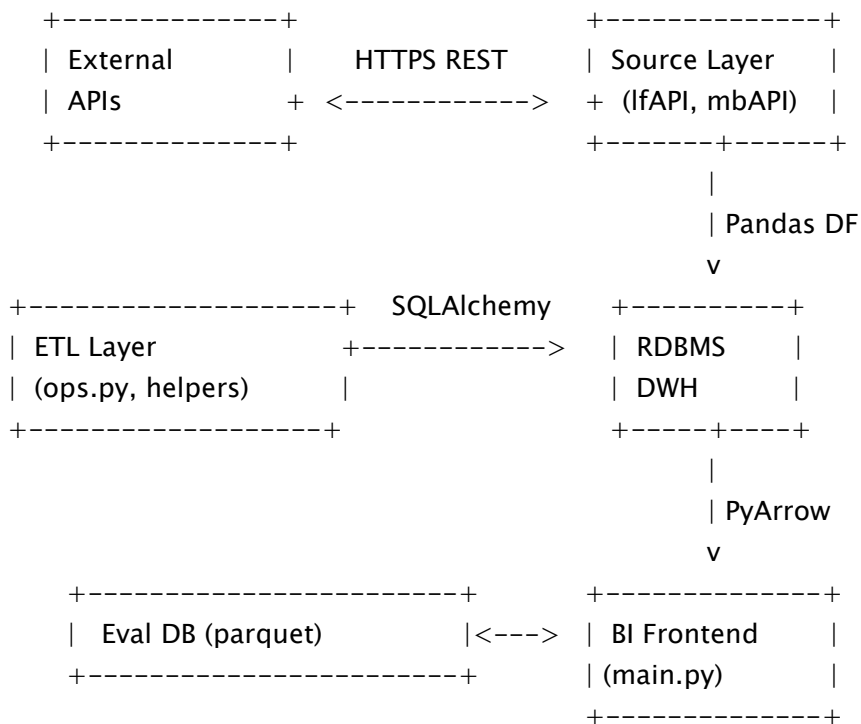 +--------------+ +--------------+
| External | HTTPS REST | Source Layer |
| APIs + <------------> + (lfAPI, mbAPI) |
+--------------+ +-------+------+
|
| Pandas DF
v
+--------------------+ SQLAlchemy +----------+
| ETL Layer +------------> | RDBMS |
| (ops.py, helpers) | | DWH |
+-------------------+ +-----+----+
|
| PyArrow
v
+------------------------+ +--------------+
| Eval DB (parquet) |<---> | BI Frontend |
+------------------------+ | (main.py) |
+--------------+